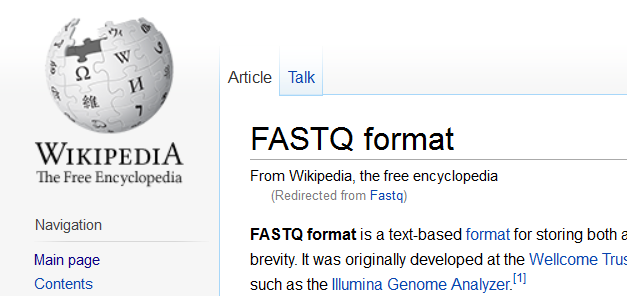 WIKIPEDIA
The Free Encyclopedia
Navigation
Main page
Contents
Article Talk
FASTQ format
From Wikipedia, the free encyclopedia
(Redirected from Fastq)
FASTQ format is a text-based format for storing both
brevity. It was originally developed at the Wellcome
such as the Illumina Genome Analyzer.[1]